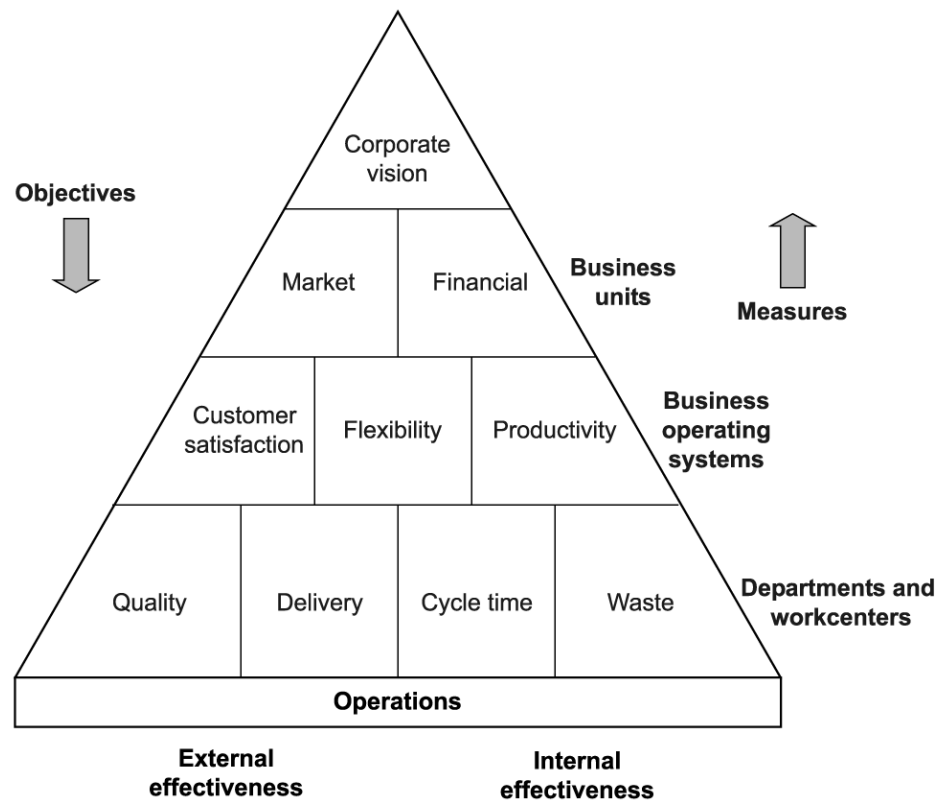 Corporate
vision
Objectives
Market
Financial
Business
units
Measures
Customer
satisfaction
Flexibility
Productivity
Business
operating
systems
Quality
Delivery
Cycle time
Waste
Departments and
workcenters
Operations
External
effectiveness
Internal
effectiveness